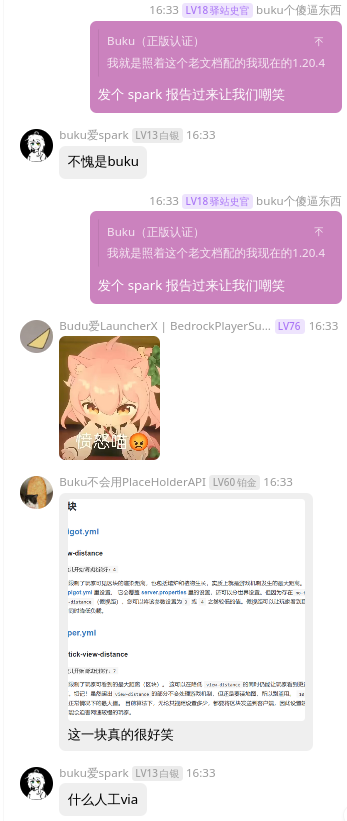 16:33 LV18 驿站史官 buku个傻逼东西
Buku（正版认证）
我就是照着这个老文档配的我现在的1.20.4
发个 spark 报告过来让我们嘲笑
buku爱spark LV13 白银 16:33
不愧是buku
16:33 LV18 驿站史官 buku个傻逼东西
Buku（正版认证）
我就是照着这个老文档配的我现在的1.20.4
发个 spark 报告过来让我们嘲笑
Budu爱LauncherX | BedrockPlayerSu... LV76 16:33
愤怒喵
Buku不会用PlaceHolderAPI LV60 铂金 16:33
块
igot.yml
w-distance
per.yml
tick-view-distance
这一块真的很好笑
buku爱spark LV13 白银 16:33
什么人工via